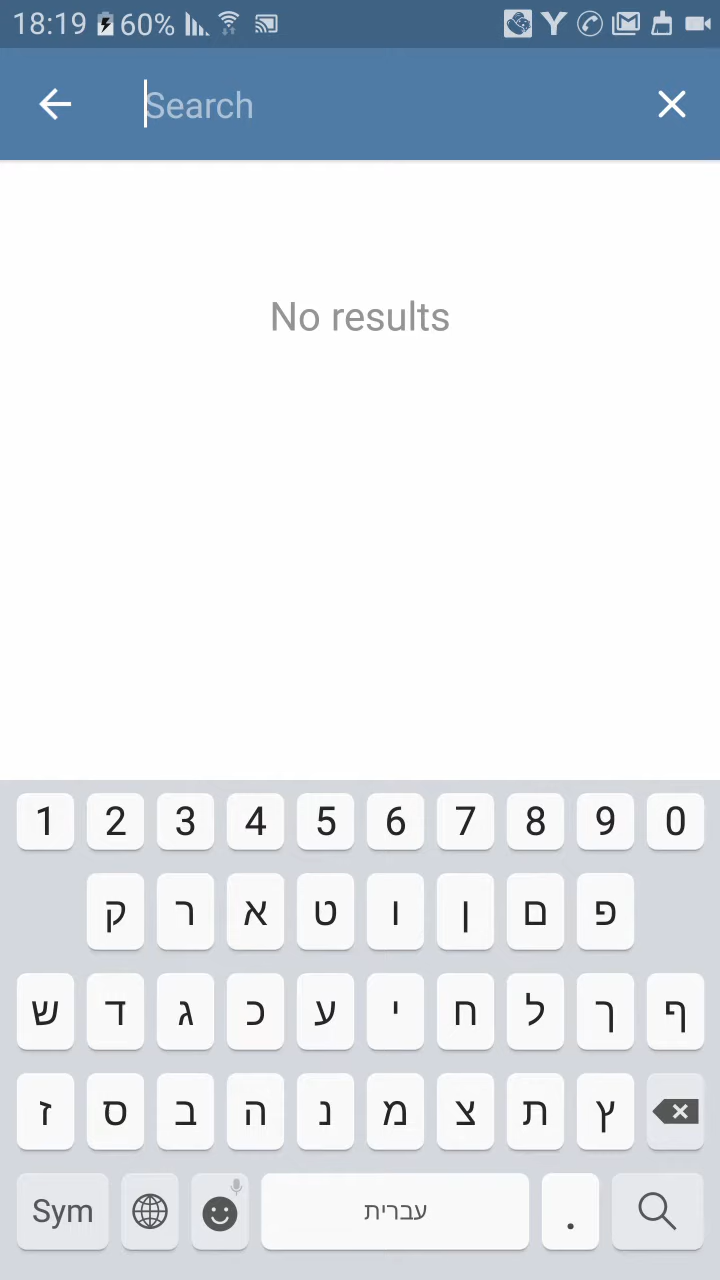 18:19 60%
Search
No results
1 2 3 4 5 6 7 8 9 0
ק ר א ט ו ן ם פ
ש ד ג כ ע י ח ל ך ף
ז ס ב ה נ מ צ ת ץ
Sym עברית .